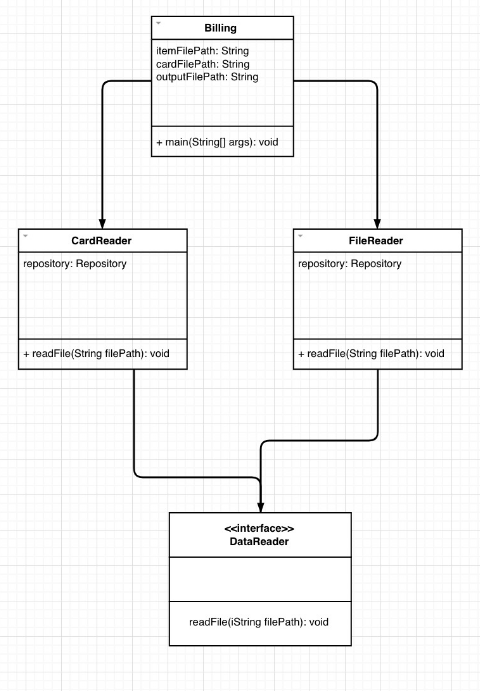 Billing
itemFilePath: String
cardFilePath: String
outputFilePath: String
+ main(String[] args): void
CardReader
repository: Repository
+ readFile(String filePath): void
FileReader
repository: Repository
+ readFile(String filePath): void
<<interface>>
DataReader
readFile(iString filePath): void